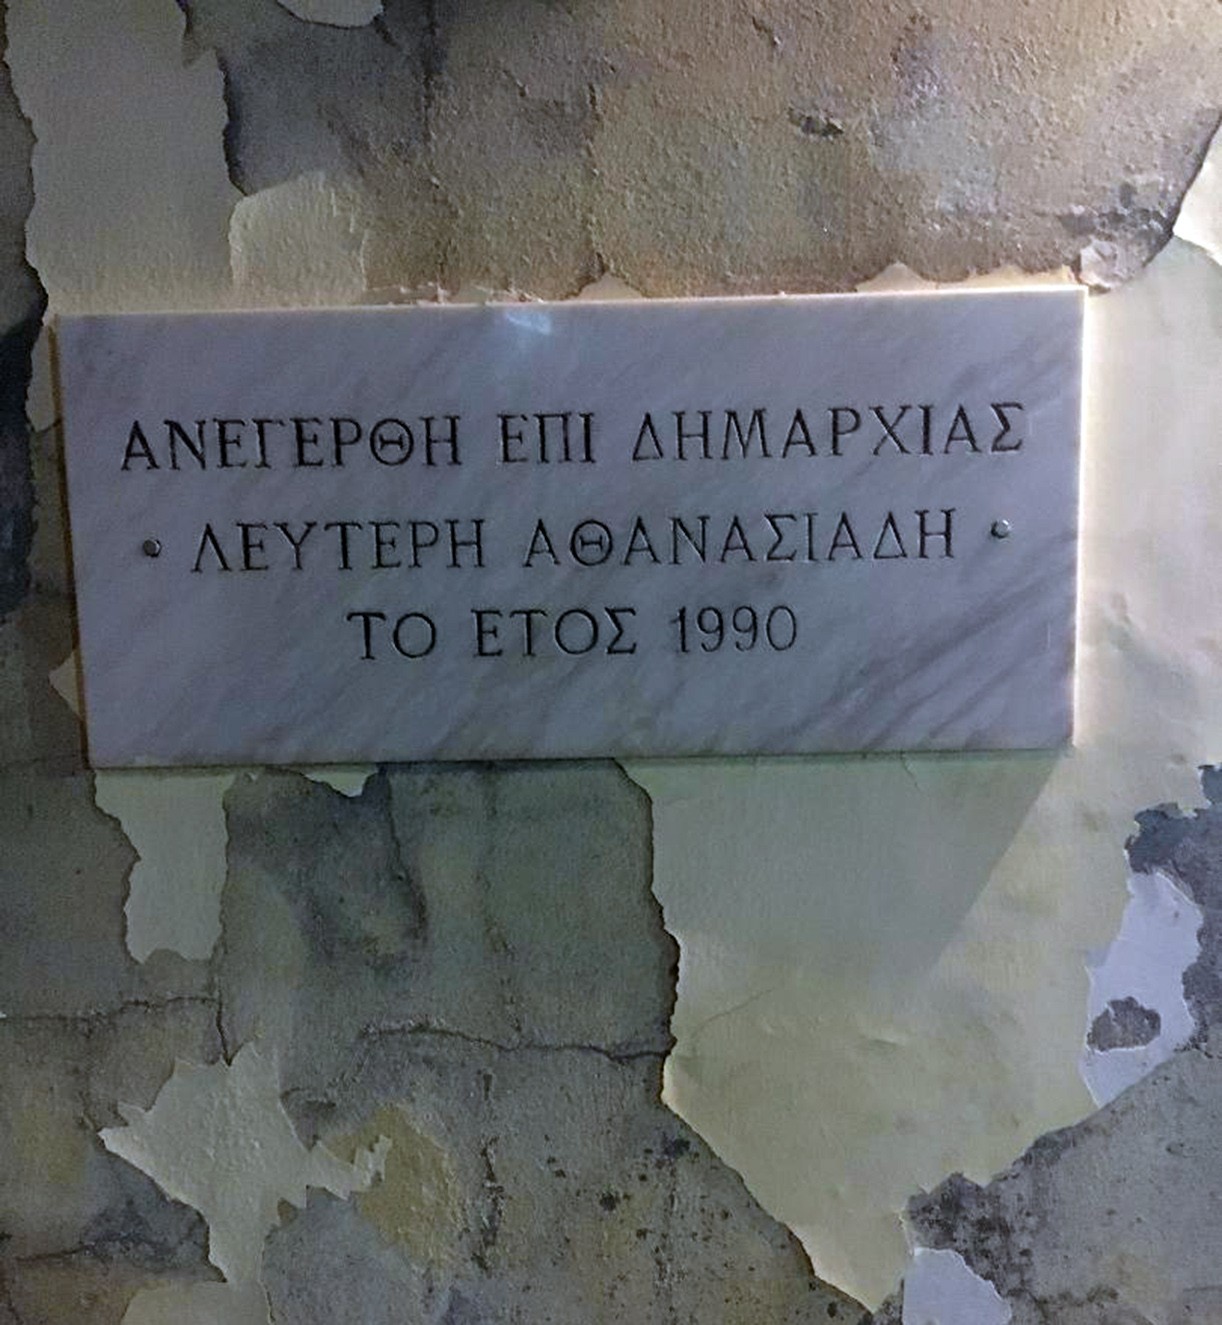 ΑΝΕΓΕΡΘΗ ΕΠΙ ΔΗΜΑΡΧΙΑΣ
ΛΕΥΤΕΡΗ ΑΘΑΝΑΣΙΑΔΗ
ΤΟ ΕΤΟΣ 1990